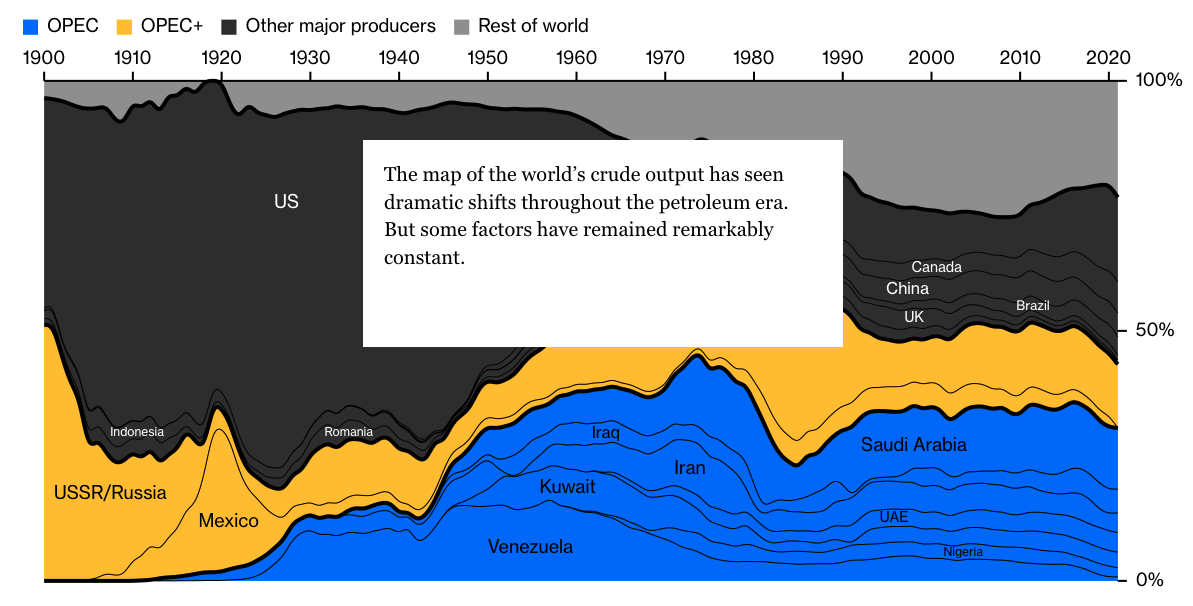 OPEC OPEC+ Other major producers Rest of world
1900 1910 1920 1930 1940 1950 1960 1970 1980 1990 2000 2010 2020
100%
The map of the world’s crude output has seen
dramatic shifts throughout the petroleum era.
But some factors have remained remarkably
constant.
US
Canada
China
Brazil
UK
50%
Indonesia
Romania
Iraq
Saudi Arabia
Iran
Kuwait
USSR/Russia
Mexico
UAE
Venezuela
Nigeria
0%